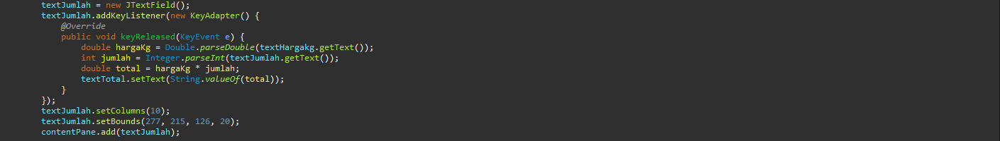 textJumlah = new JTextField();
textJumlah.addKeyListener(new KeyAdapter() {
@Override
public void keyReleased(KeyEvent e) {
double hargaKg = Double.parseDouble(textHargakg.getText());
int jumlah = Integer.parseInt(textJumlah.getText());
double total = hargaKg * jumlah;
textTotal.setText(String.valueOf(total));
}
});
textJumlah.setColumns(10);
textJumlah.setBounds(277, 215, 126, 20);
contentPane.add(textJumlah);